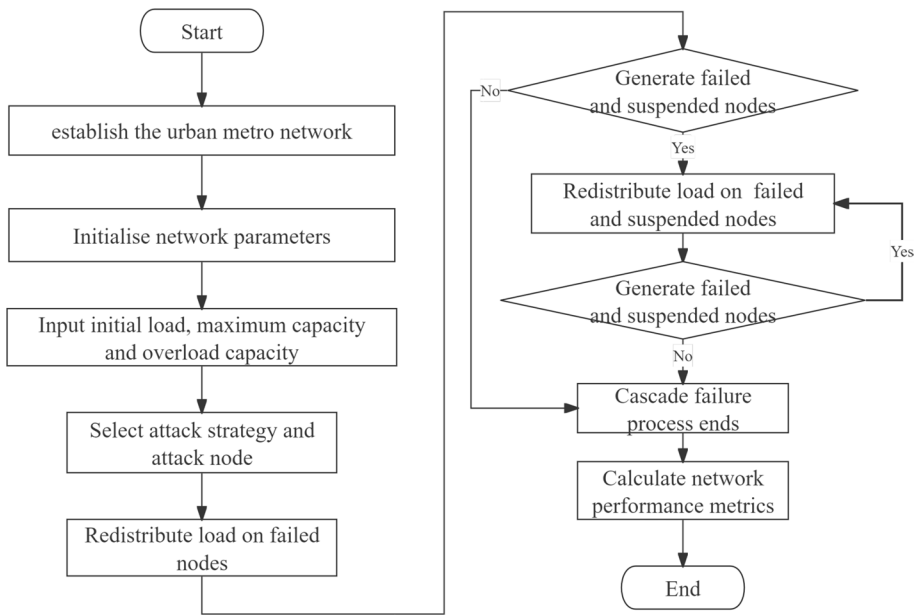 Start
establish the urban metro network
Initialise network parameters
Input initial load, maximum capacity
and overload capacity
Select attack strategy and
attack node
Redistribute load on failed
nodes
Generate failed
and suspended nodes
No
Yes
Redistribute load on failed
and suspended nodes
Yes
Generate failed
and suspended nodes
No
Cascade failure
process ends
Calculate network
performance metrics
End